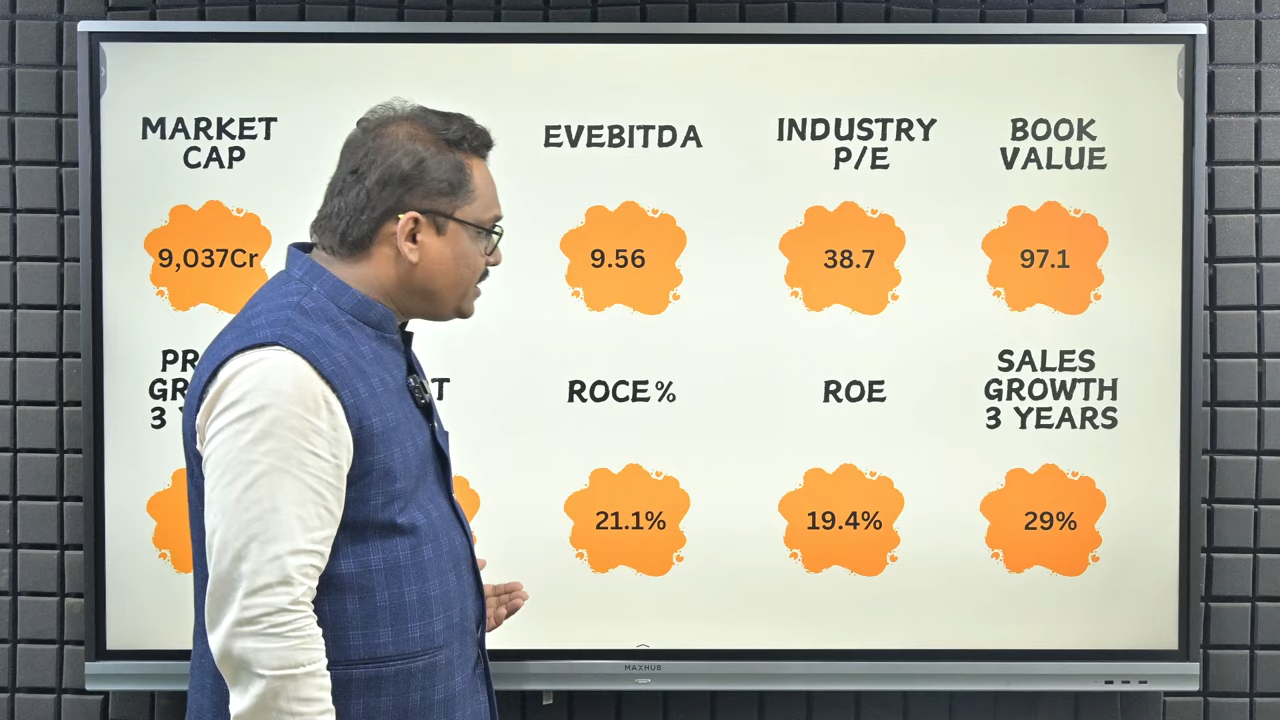 MARKET
CAP
EVEBITDA
INDUSTRY
P/E
BOOK
VALUE
9,037Cr
9.56
38.7
97.1
ROCE%
ROE
SALES
GROWTH
3 YEARS
21.1%
19.4%
29%
MAXHUB